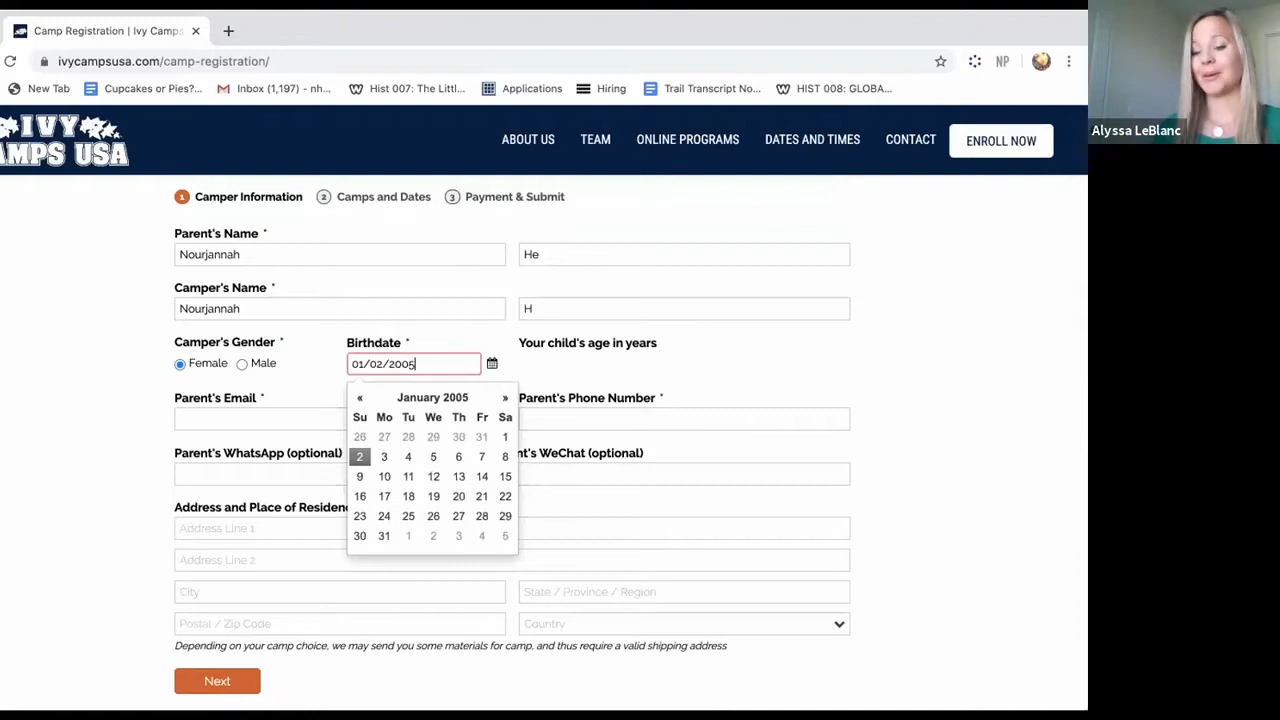 Camp Registration | Ivy Camps
ivycampsusa.com/camp-registration/
NP
New Tab
Cupcakes or Pies?...
Inbox (1,197) – nh...
Hist 007: The Littl...
Applications
Hiring
Trail Transcript No...
HIST 008: GLOBA...
IVY
AMPS USA
ABOUT US
TEAM
ONLINE PROGRAMS
DATES AND TIMES
CONTACT
ENROLL NOW
Alyssa LeBlanc
1 Camper Information
2 Camps and Dates
3 Payment & Submit
Parent's Name *
Nourjannah
He
Camper's Name *
Nourjannah
H
Camper's Gender *
Birthdate *
Your child's age in years
Female
Male
01/02/2005
« January 2005 »
Su Mo Tu We Th Fr Sa
26 27 28 29 30 31 1
2 3 4 5 6 7 8
9 10 11 12 13 14 15
16 17 18 19 20 21 22
23 24 25 26 27 28 29
30 31 1 2 3 4 5
Parent's Email *
Parent's Phone Number *
Parent's WhatsApp (optional)
nt's WeChat (optional)
Address and Place of Residenc
Address Line 1
Address Line 2
City
State / Province / Region
Postal / Zip Code
Country
Depending on your camp choice, we may send you some materials for camp, and thus require a valid shipping address
Next